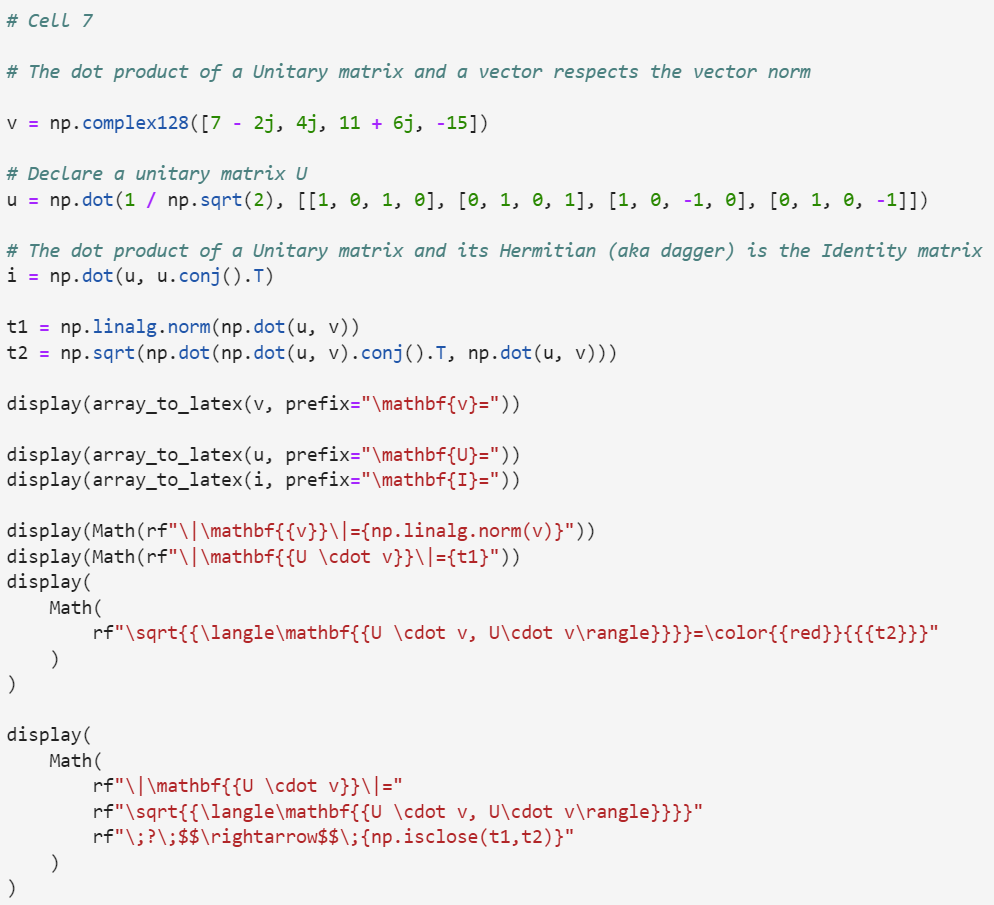 # Cell 7
# The dot product of a Unitary matrix and a vector respects the vector norm
v = np.complex128([7 - 2j, 4j, 11 + 6j, -15])
# Declare a unitary matrix U
u = np.dot(1 / np.sqrt(2), [[1, 0, 1, 0], [0, 1, 0, 1], [1, 0, -1, 0], [0, 1, 0, -1]])
# The dot product of a Unitary matrix and its Hermitian (aka dagger) is the Identity matrix
i = np.dot(u, u.conj().T)
t1 = np.linalg.norm(np.dot(u, v))
t2 = np.sqrt(np.dot(np.dot(u, v).conj().T, np.dot(u, v)))
display(array_to_latex(v, prefix="\mathbf{v}="))
display(array_to_latex(u, prefix="\mathbf{U}="))
display(array_to_latex(i, prefix="\mathbf{I}="))
display(Math(rf"\|\mathbf{{v}}\|={np.linalg.norm(v)}"))
display(Math(rf"\|\mathbf{{U \cdot v}}\|={t1}"))
display(
    Math(
        rf"\sqrt{{\langle\mathbf{{U \cdot v, U\cdot v\rangle}}}}=\color{{red}}{{{t2}}}"
    )
)
display(
    Math(
        rf"\|\mathbf{{U \cdot v}}\|="
        rf"\sqrt{{\langle\mathbf{{U \cdot v, U\cdot v\rangle}}}}"
        rf"\;?\;$$\rightarrow$$\;{np.isclose(t1,t2)}"
    )
)